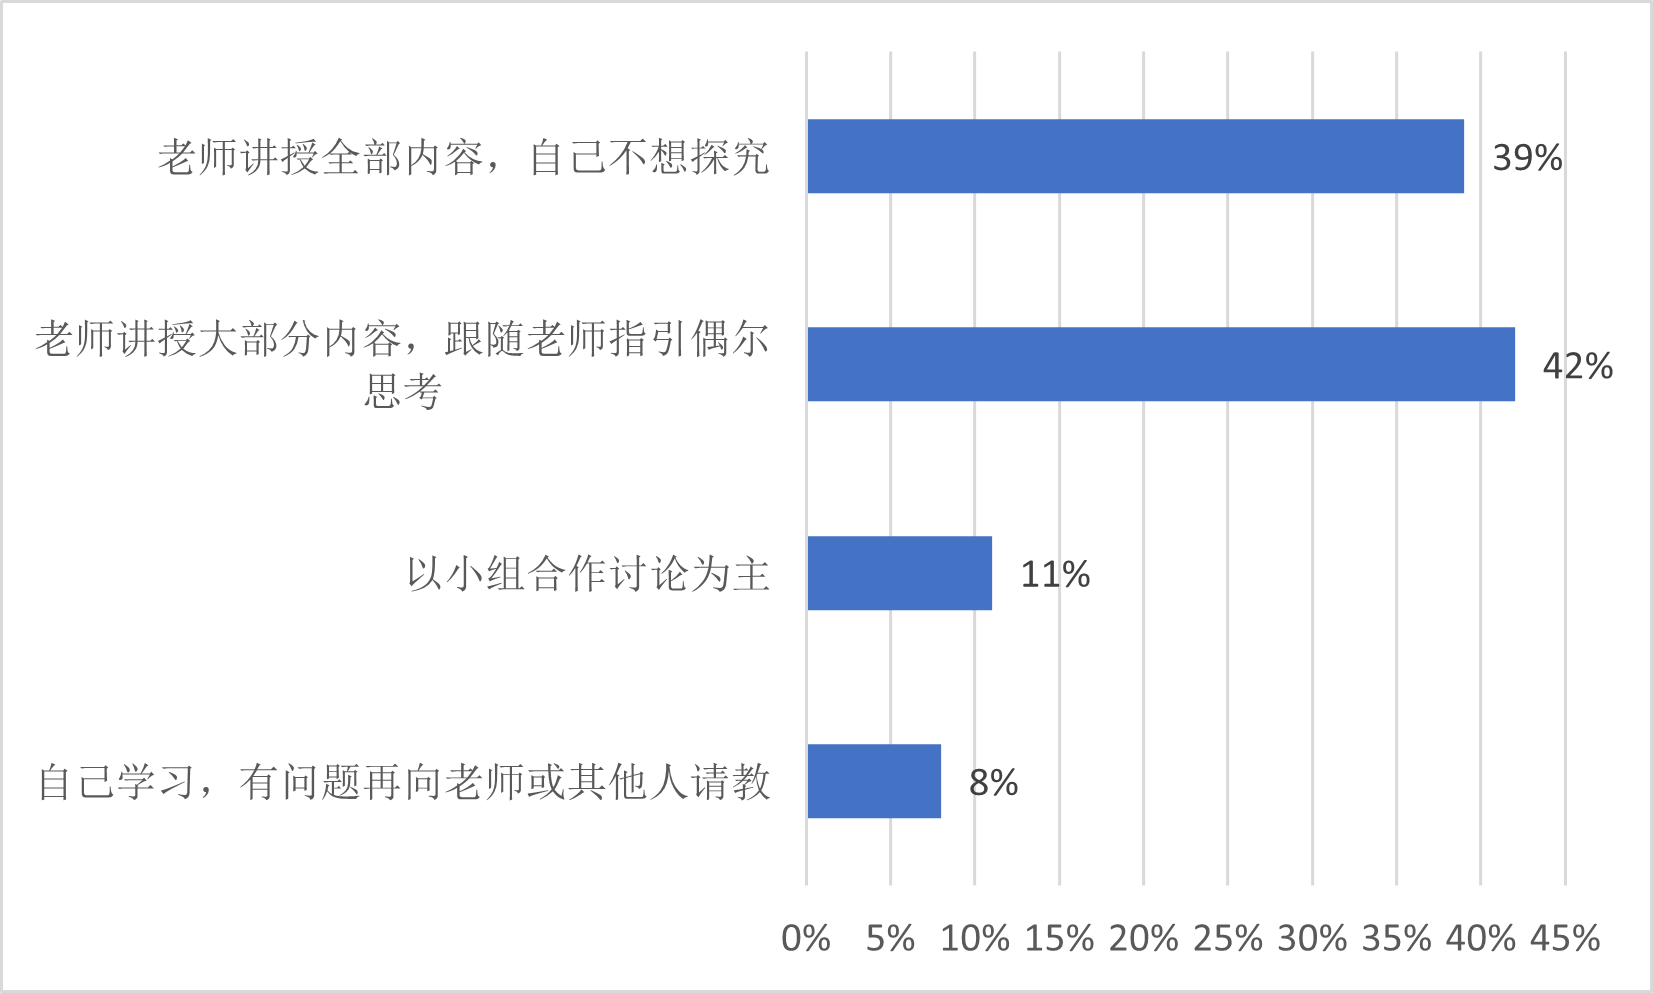 老师讲授全部内容，自己不想探究
39%
老师讲授大部分内容，跟随老师指引偶尔
思考
42%
以小组合作讨论为主
11%
自己学习，有问题再向老师或其他人请教
8%
0% 5% 10% 15% 20% 25% 30% 35% 40% 45%